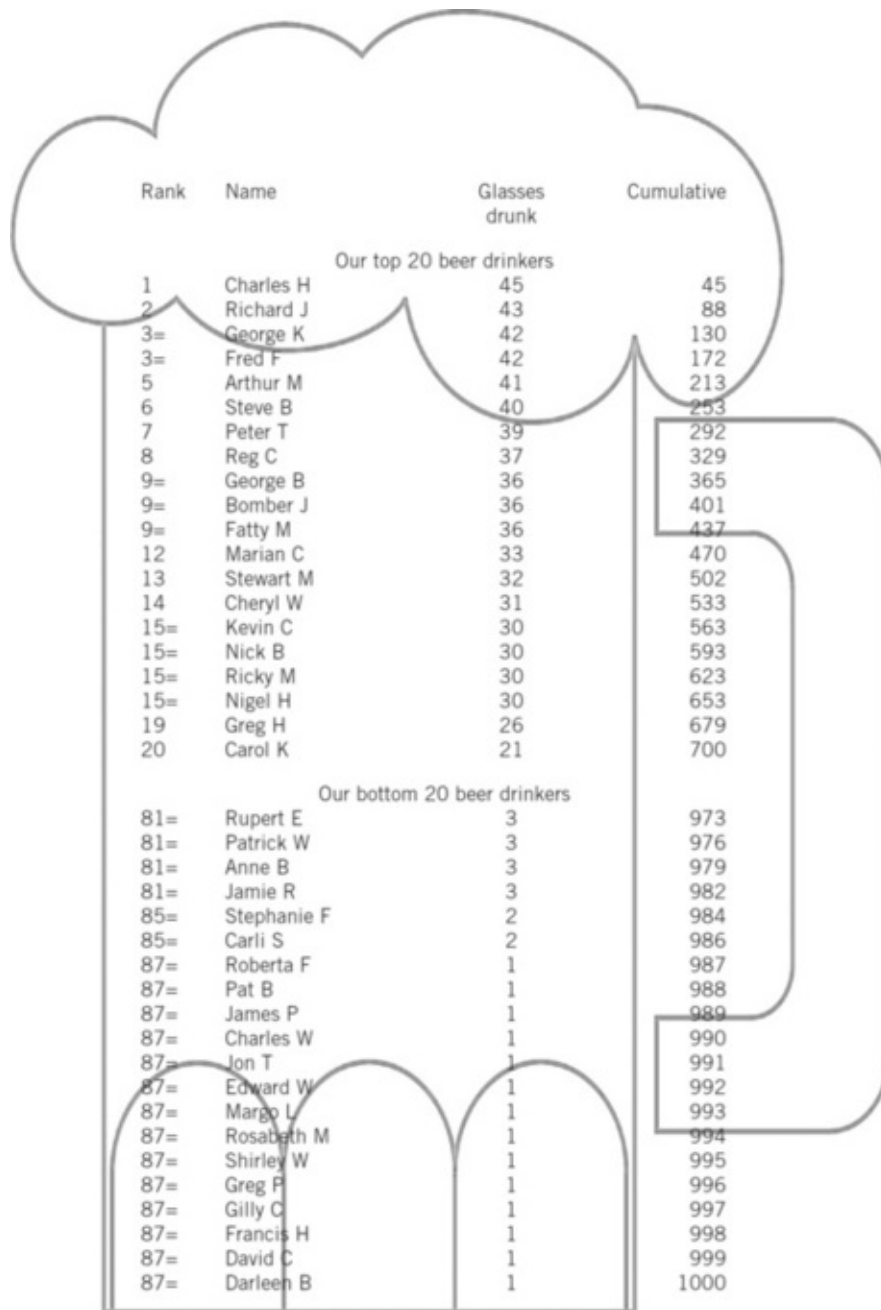 Rank Name Glasses Cumulative
drunk
Our top 20 beer drinkers
1 Charles H 45 45
2 Richard J 43 88
3= George K 42 130
3= Fred F 42 172
5 Arthur M 41 213
6 Steve B 40 253
7 Peter T 39 292
8 Reg C 37 329
9= George B 36 365
9= Bomber J 36 401
9= Fatty M 36 437
12 Marian C 33 470
13 Stewart M 32 502
14 Cheryl W 31 533
15= Kevin C 30 563
15= Nick B 30 593
15= Ricky M 30 623
15= Nigel H 30 653
19 Greg H 26 679
20 Carol K 21 700
Our bottom 20 beer drinkers
81= Rupert E 3 973
81= Patrick W 3 976
81= Anne B 3 979
81= Jamie R 3 982
85= Stephanie F 2 984
85= Carli S 2 986
87= Roberta F 1 987
87= Pat B 1 988
87= James P 1 989
87= Charles W 1 990
87= Jon T 1 991
87= Edward W 1 992
87= Margo L 1 993
87= Rosabeth M 1 994
87= Shirley W 1 995
87= Greg P 1 996
87= Gilly C 1 997
87= Francis H 1 998
87= David C 1 999
87= Darleen B 1 1000